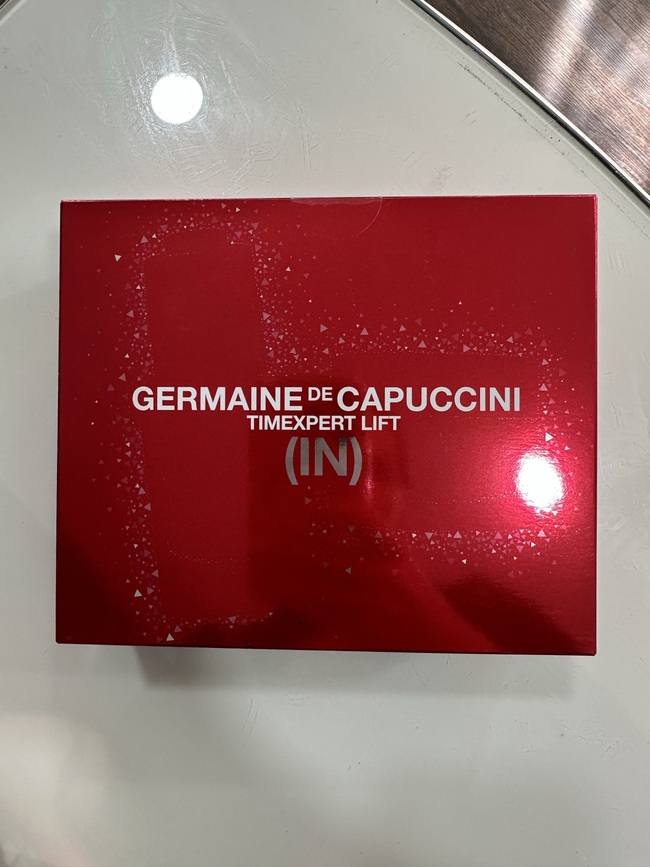 GERMAINE DE CAPUCCINI
TIMEXPERT LIFT
(IN)